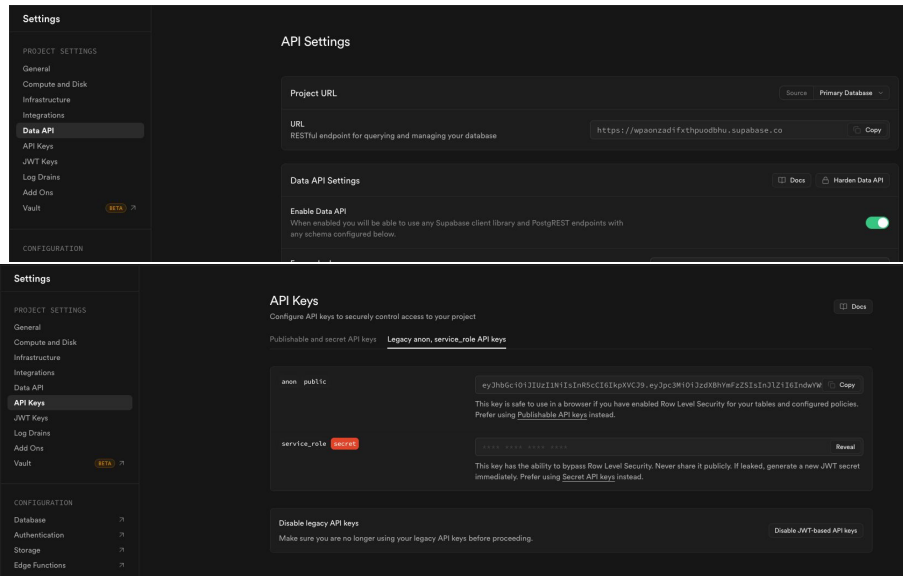 Settings
PROJECT SETTINGS
General
Compute and Disk
Infrastructure
Integrations
Data API
API Keys
JWT Keys
Log Drains
Add Ons
Vault BETA
CONFIGURATION
API Settings
Project URL
Source Primary Database
URL
RESTful endpoint for querying and managing your database
https://wpaonzadifxthpuodbhu.supabase.co
Copy
Data API Settings
Docs
Harden Data API
Enable Data API
When enabled you will be able to use any Supabase client library and PostgREST endpoints with
any schema configured below.
Settings
PROJECT SETTINGS
General
Compute and Disk
Infrastructure
Integrations
Data API
API Keys
JWT Keys
Log Drains
Add Ons
Vault BETA
CONFIGURATION
Database
Authentication
Storage
Edge Functions
API Keys
Configure API keys to securely control access to your project
Docs
Publishable and secret API keys Legacy anon, service_role API keys
anon public
eyJhbGciOiJIUzI1NiIsInR5cCI6IkpXVCJ9.eyJpc3MiOiJzdXBhYmFzZSIsInJlZiI6IndwYW
Copy
This key is safe to use in a browser if you have enabled Row Level Security for your tables and configured policies.
Prefer using Publishable API keys instead.
service_role secret
Reveal
This key has the ability to bypass Row Level Security. Never share it publicly. If leaked, generate a new JWT secret
immediately. Prefer using Secret API keys instead.
Disable legacy API keys
Make sure you are no longer using your legacy API keys before proceeding.
Disable JWT-based API keys